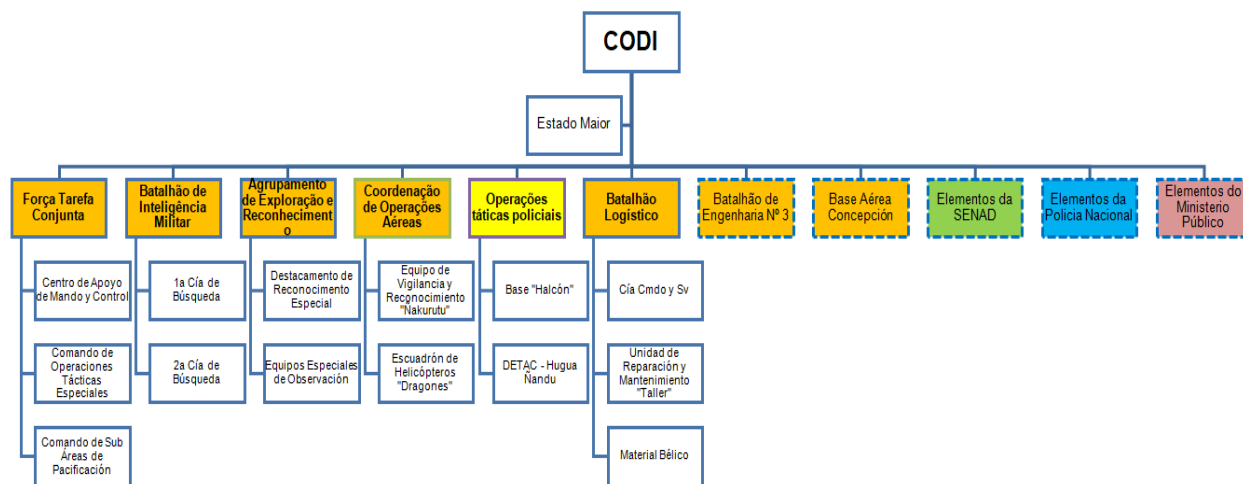 CODI
Estado Maior
Força Tarefa
Conjunta
Batalhão de
Inteligência
Militar
Agrupamento
de Exploração e
Reconheciment
o
Coordenação
de Operações
Aéreas
Operações
táticas policiais
Batalhão
Logístico
Batalhão de
Engenharia Nº 3
Base Aérea
Concepción
Elementos da
SENAD
Elementos da
Policia Nacional
Elementos do
Ministerio
Público
Centro de Apoyo
de Mando y Control
1a Cía de
Búsqueda
Destacamento de
Reconocimento
Especial
Equipo de
Vigilancia y
Reconocimiento
"Nakurutu"
Base "Halcón"
Cía Cmdo y Sv
Comando de
Operaciones
Tácticas
Especiales
2a Cía de
Búsqueda
Equipos Especiales
de Observación
Escuadrón de
Helicópteros
"Dragones"
DETAC - Hugua
Ñandu
Unidad de
Reparación y
Mantenimiento
"Taller"
Comando de Sub
Áreas de
Pacificación
Material Bélico